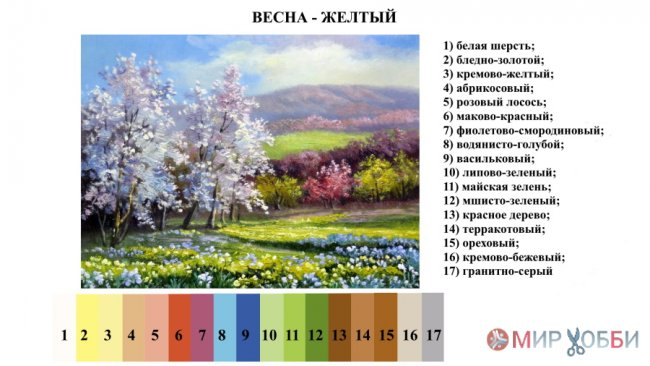 ВЕСНА - ЖЕЛТЫЙ
1) белая шерсть;
2) бледно-золотой;
3) кремово-желтый;
4) абрикосовый;
5) розовый лосось;
6) маково-красный;
7) фиолетово-смородиновый;
8) водянисто-голубой;
9) васильковый;
10) липово-зеленый;
11) майская зелень;
12) мшисто-зеленый;
13) красное дерево;
14) терракотовый;
15) ореховый;
16) кремово-бежевый;
17) гранитно-серый
1 2 3 4 5 6 7 8 9 10 11 12 13 14 15 16 17
МИР ХОББИ